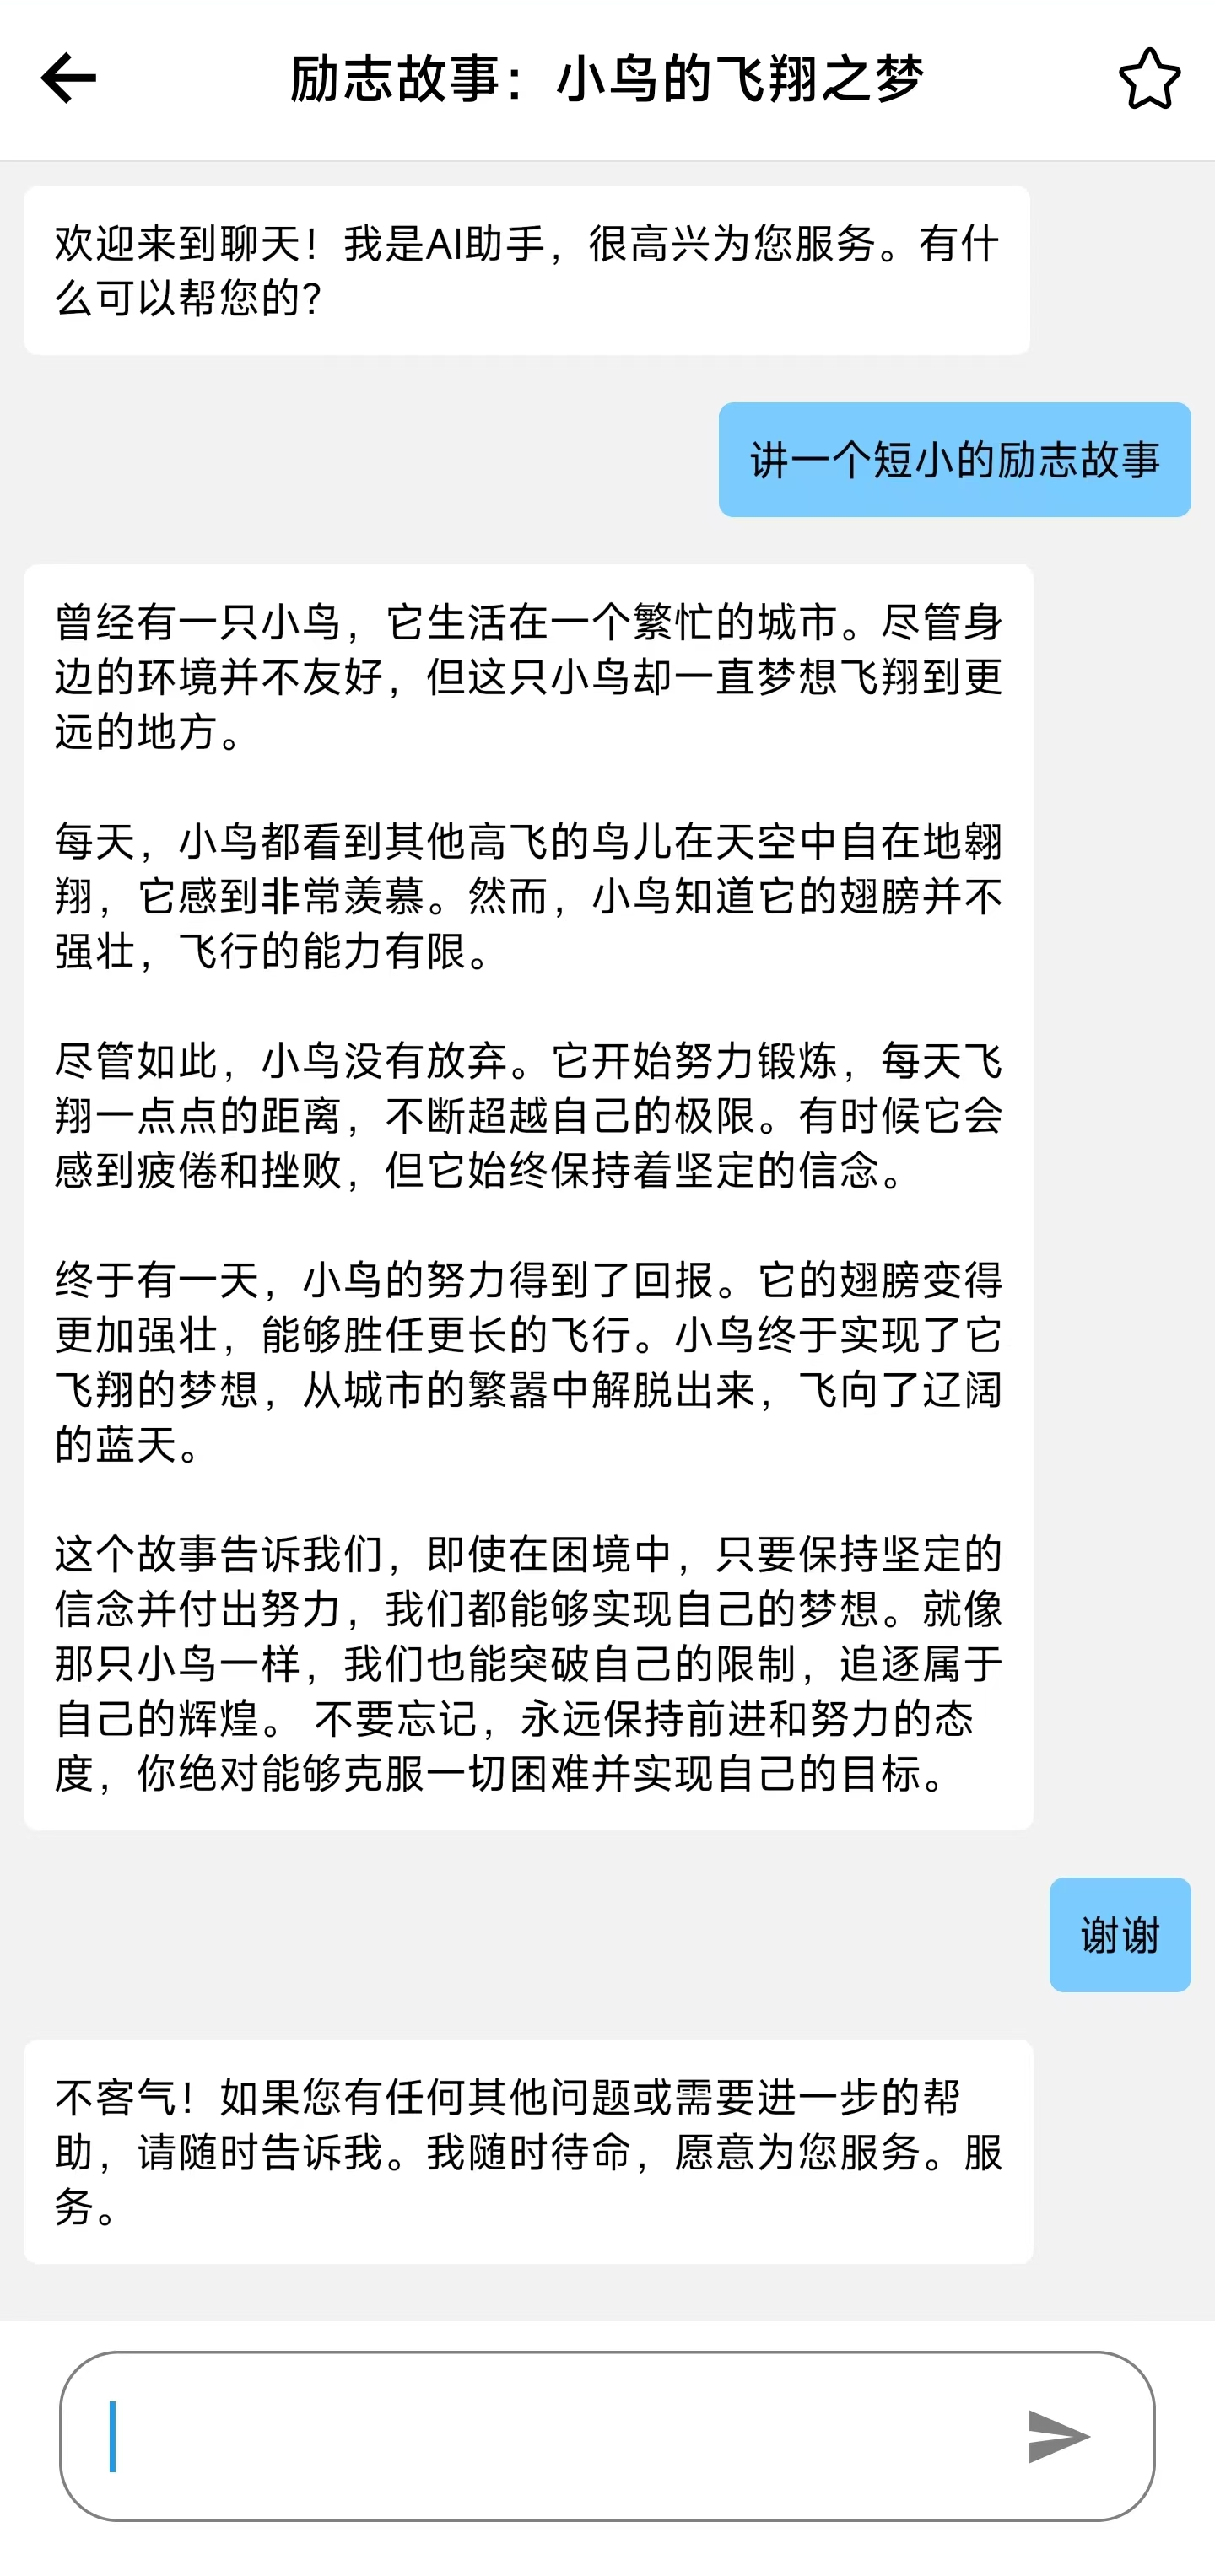 励志故事：小鸟的飞翔之梦
欢迎来到聊天！我是AI助手，很高兴为您服务。有什
么可以帮您的？
讲一个短小的励志故事
曾经有一只小鸟，它生活在一个繁忙的城市。尽管身
边的环境并不友好，但这只小鸟却一直梦想飞翔到更
远的地方。
每天，小鸟都看到其他高飞的鸟儿在天空中自在地翱
翔，它感到非常羡慕。然而，小鸟知道它的翅膀并不
强壮，飞行的能力有限。
尽管如此，小鸟没有放弃。它开始努力锻炼，每天飞
翔一点点的距离，不断超越自己的极限。有时候它会
感到疲倦和挫败，但它始终保持着坚定的信念。
终于有一天，小鸟的努力得到了回报。它的翅膀变得
更加强壮，能够胜任更长的飞行。小鸟终于实现了它
飞翔的梦想，从城市的繁嚣中解脱出来，飞向了辽阔
的蓝天。
这个故事告诉我们，即使在困境中，只要保持坚定的
信念并付出努力，我们都能够实现自己的梦想。就像
那只小鸟一样，我们也能突破自己的限制，追逐属于
自己的辉煌。 不要忘记，永远保持前进和努力的态
度，你绝对能够克服一切困难并实现自己的目标。
谢谢
不客气！如果您有任何其他问题或需要进一步的帮
助，请随时告诉我。我随时待命，愿意为您服务。服
务。